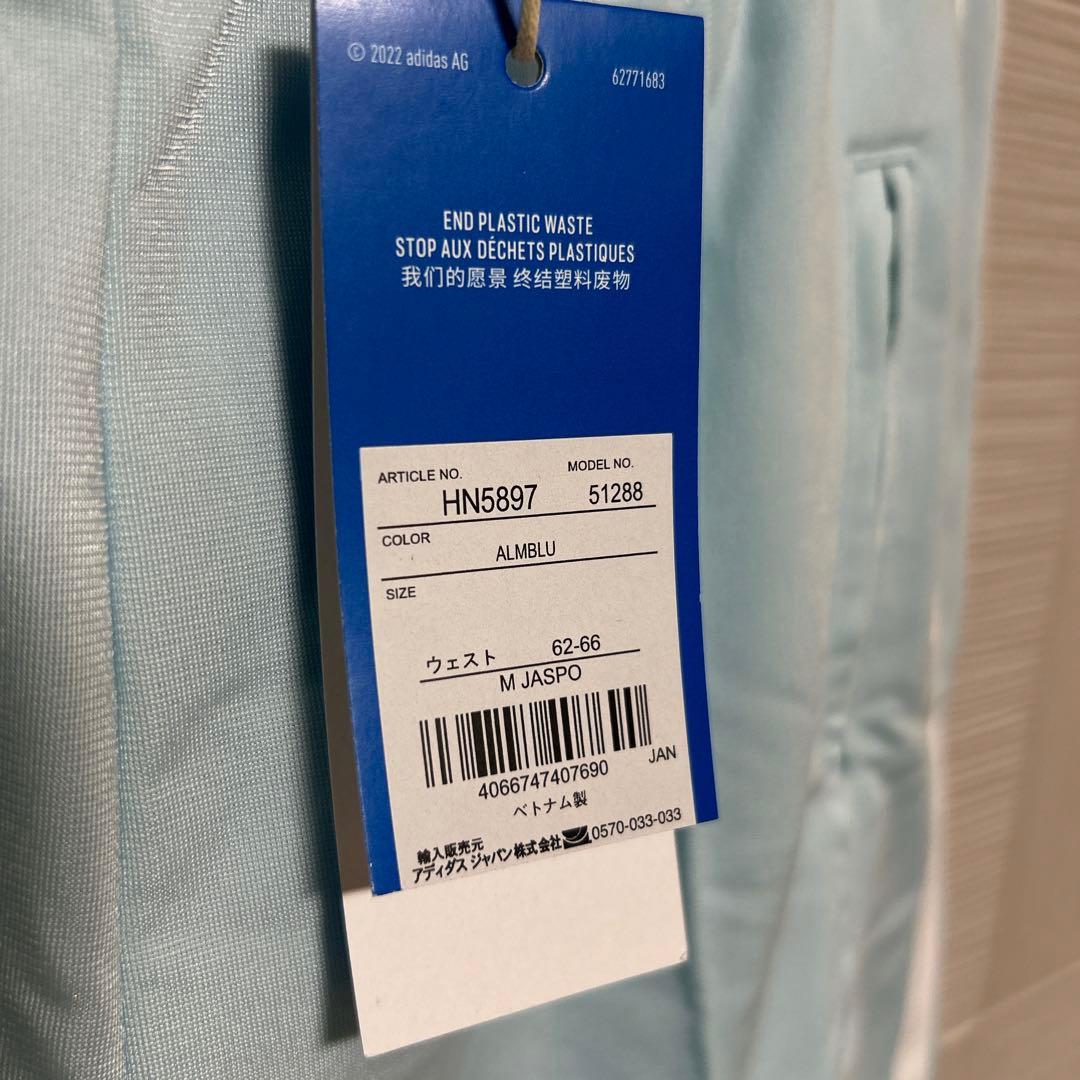 © 2022 adidas AG
62771683
END PLASTIC WASTE
STOP AUX DÉCHETS PLASTIQUES
我们的愿景 终结塑料废物
ARTICLE NO. MODEL NO.
HN5897 51288
COLOR
ALMBLU
SIZE
ウェスト 62-66
M JASPO
4066747407690 JAN
ベトナム製
輸入販売元
アディダス ジャパン株式会社 0570-033-033